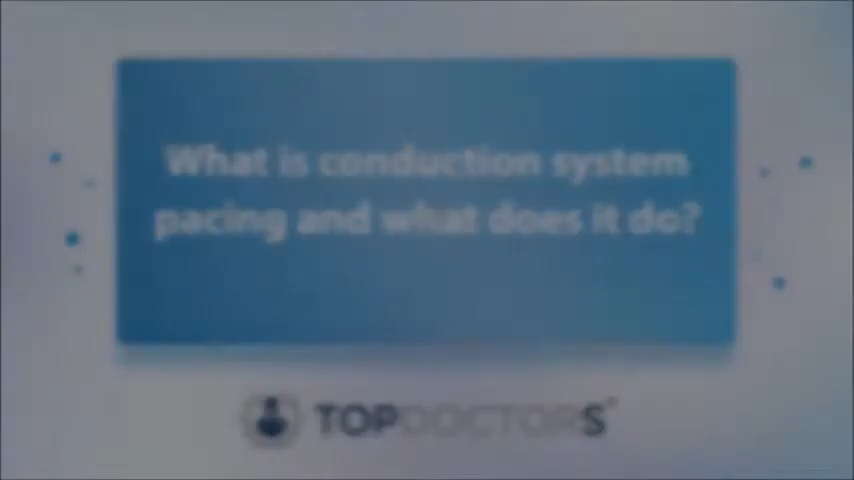 What is conduction system
pacing and what does it do?
TOPDOCTORS